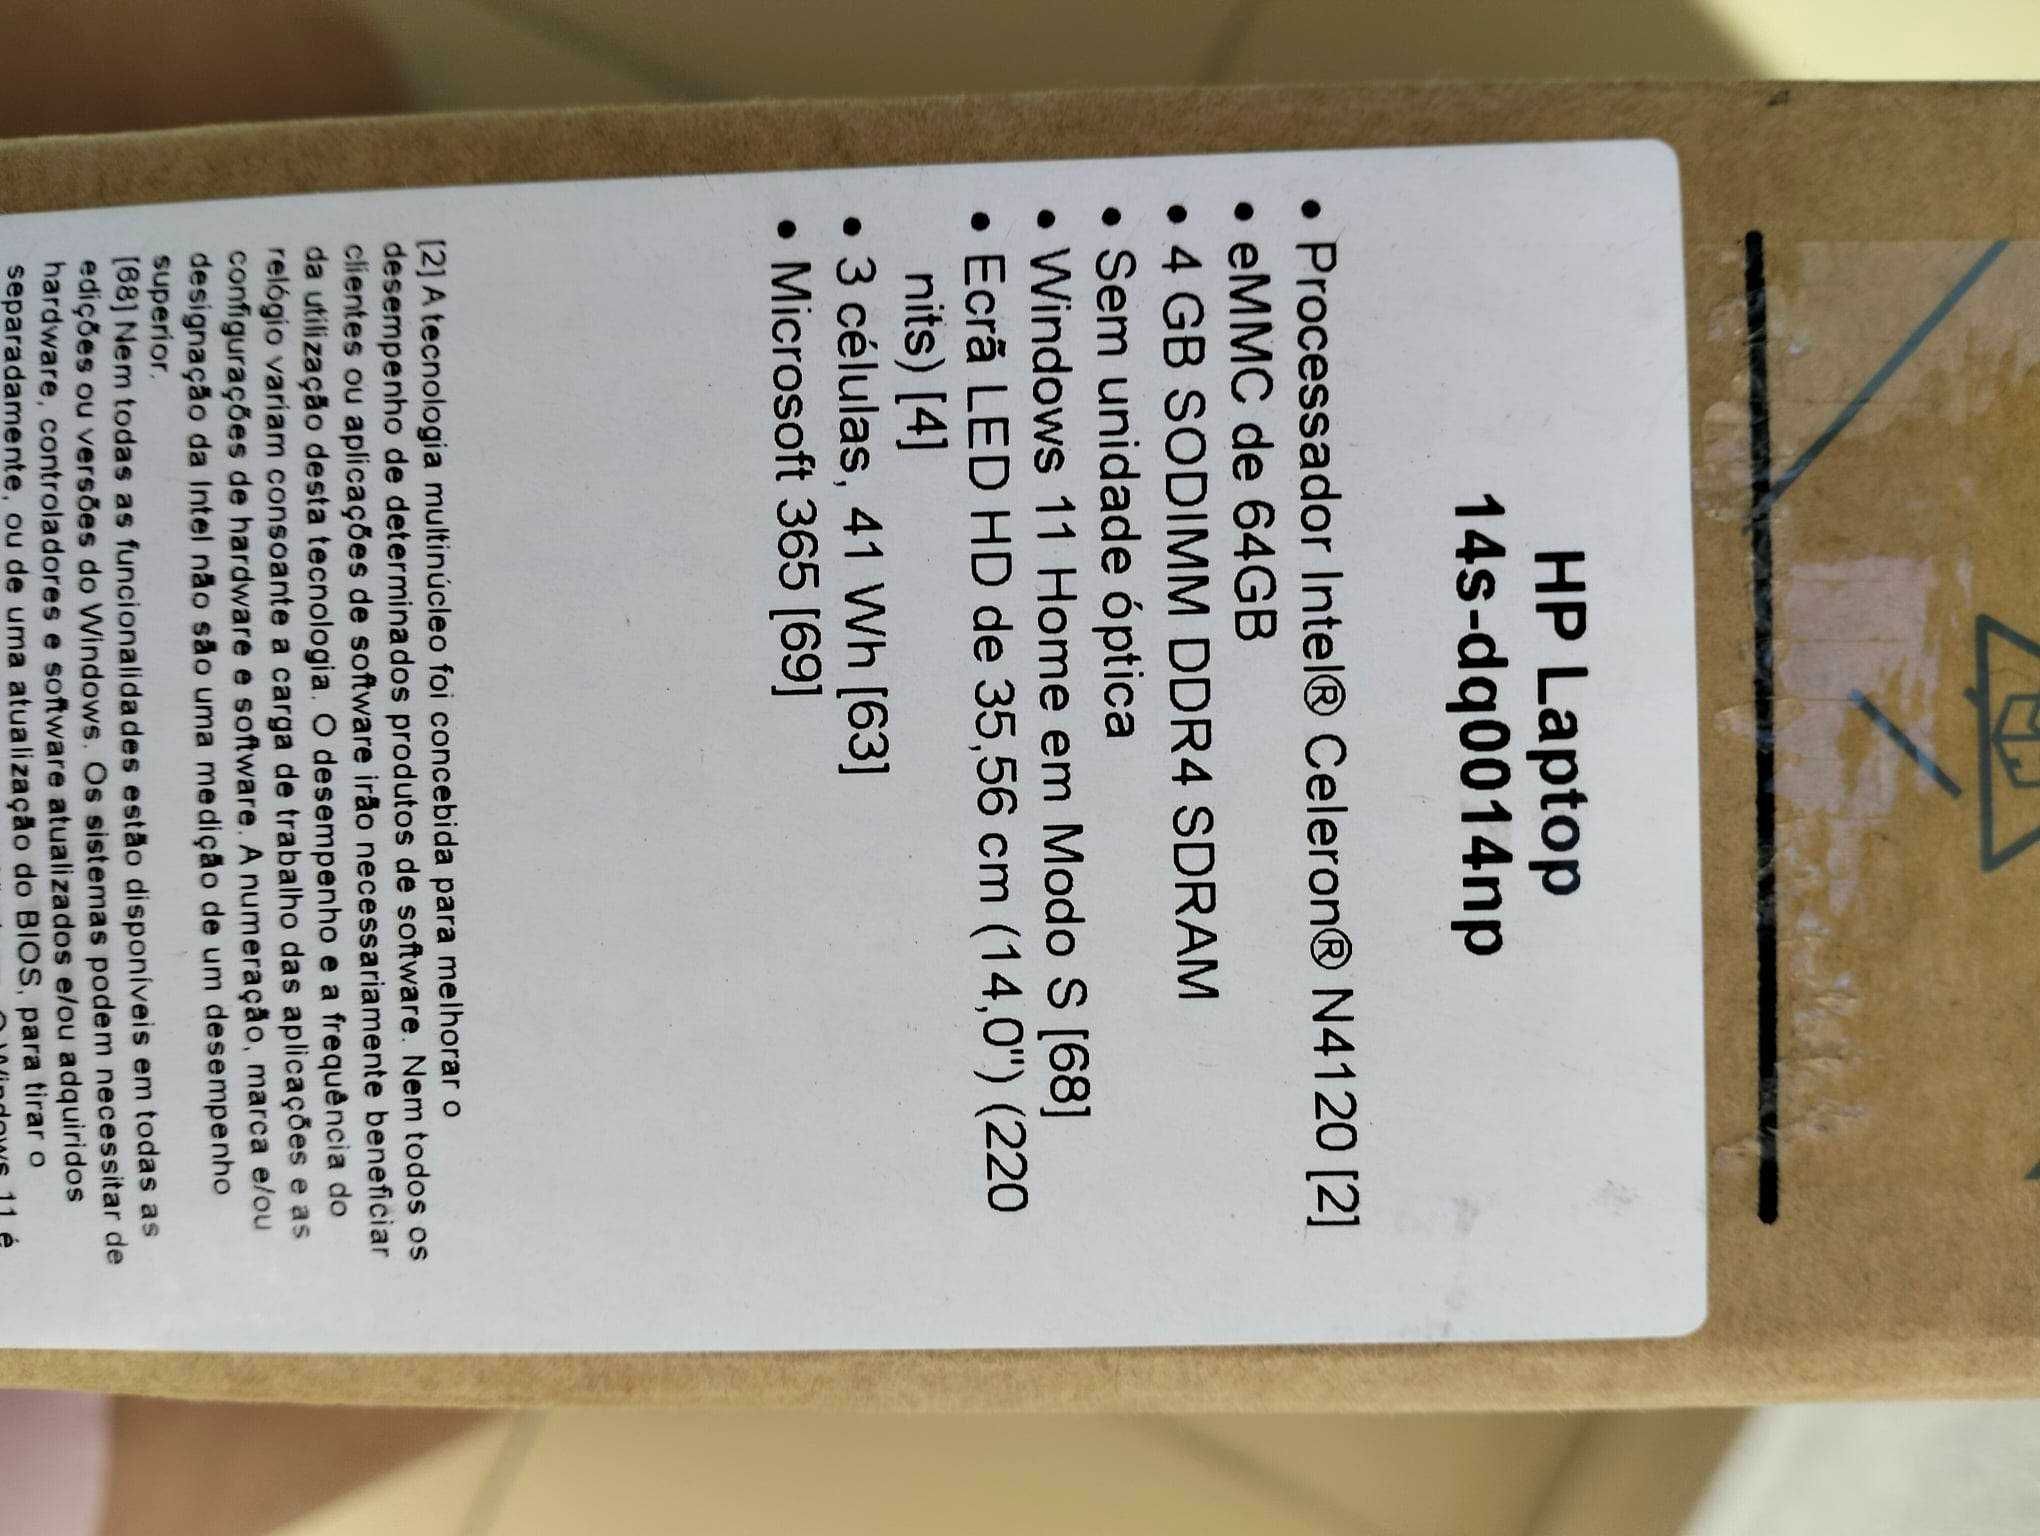 HP Laptop
14s-dq0014np
• Processador Intel® Celeron® N4120 [2]
• eMMC de 64GB
• 4 GB SODIMM DDR4 SDRAM
• Sem unidade óptica
• Windows 11 Home em Modo S [68]
• Ecrã LED HD de 35,56 cm (14,0") (220
nits) [4]
• 3 células, 41 Wh [63]
• Microsoft 365 [69]
[2] A tecnologia multinúcleo foi concebida para melhorar o
desempenho de determinados produtos de software. Nem todos os
clientes ou aplicações de software irão necessariamente beneficiar
da utilização desta tecnologia. O desempenho e a frequência do
relógio variam consoante a carga de trabalho das aplicações e as
configurações de hardware e software. A numeração, marca e/ou
designação da Intel não são uma medição de um desempenho
superior.
[68] Nem todas as funcionalidades estão disponíveis em todas as
edições ou versões do Windows. Os sistemas podem necessitar de
hardware, controladores e software atualizados e/ou adquiridos
separadamente, ou de uma atualização do BIOS, para tirar o
Windows 11 é